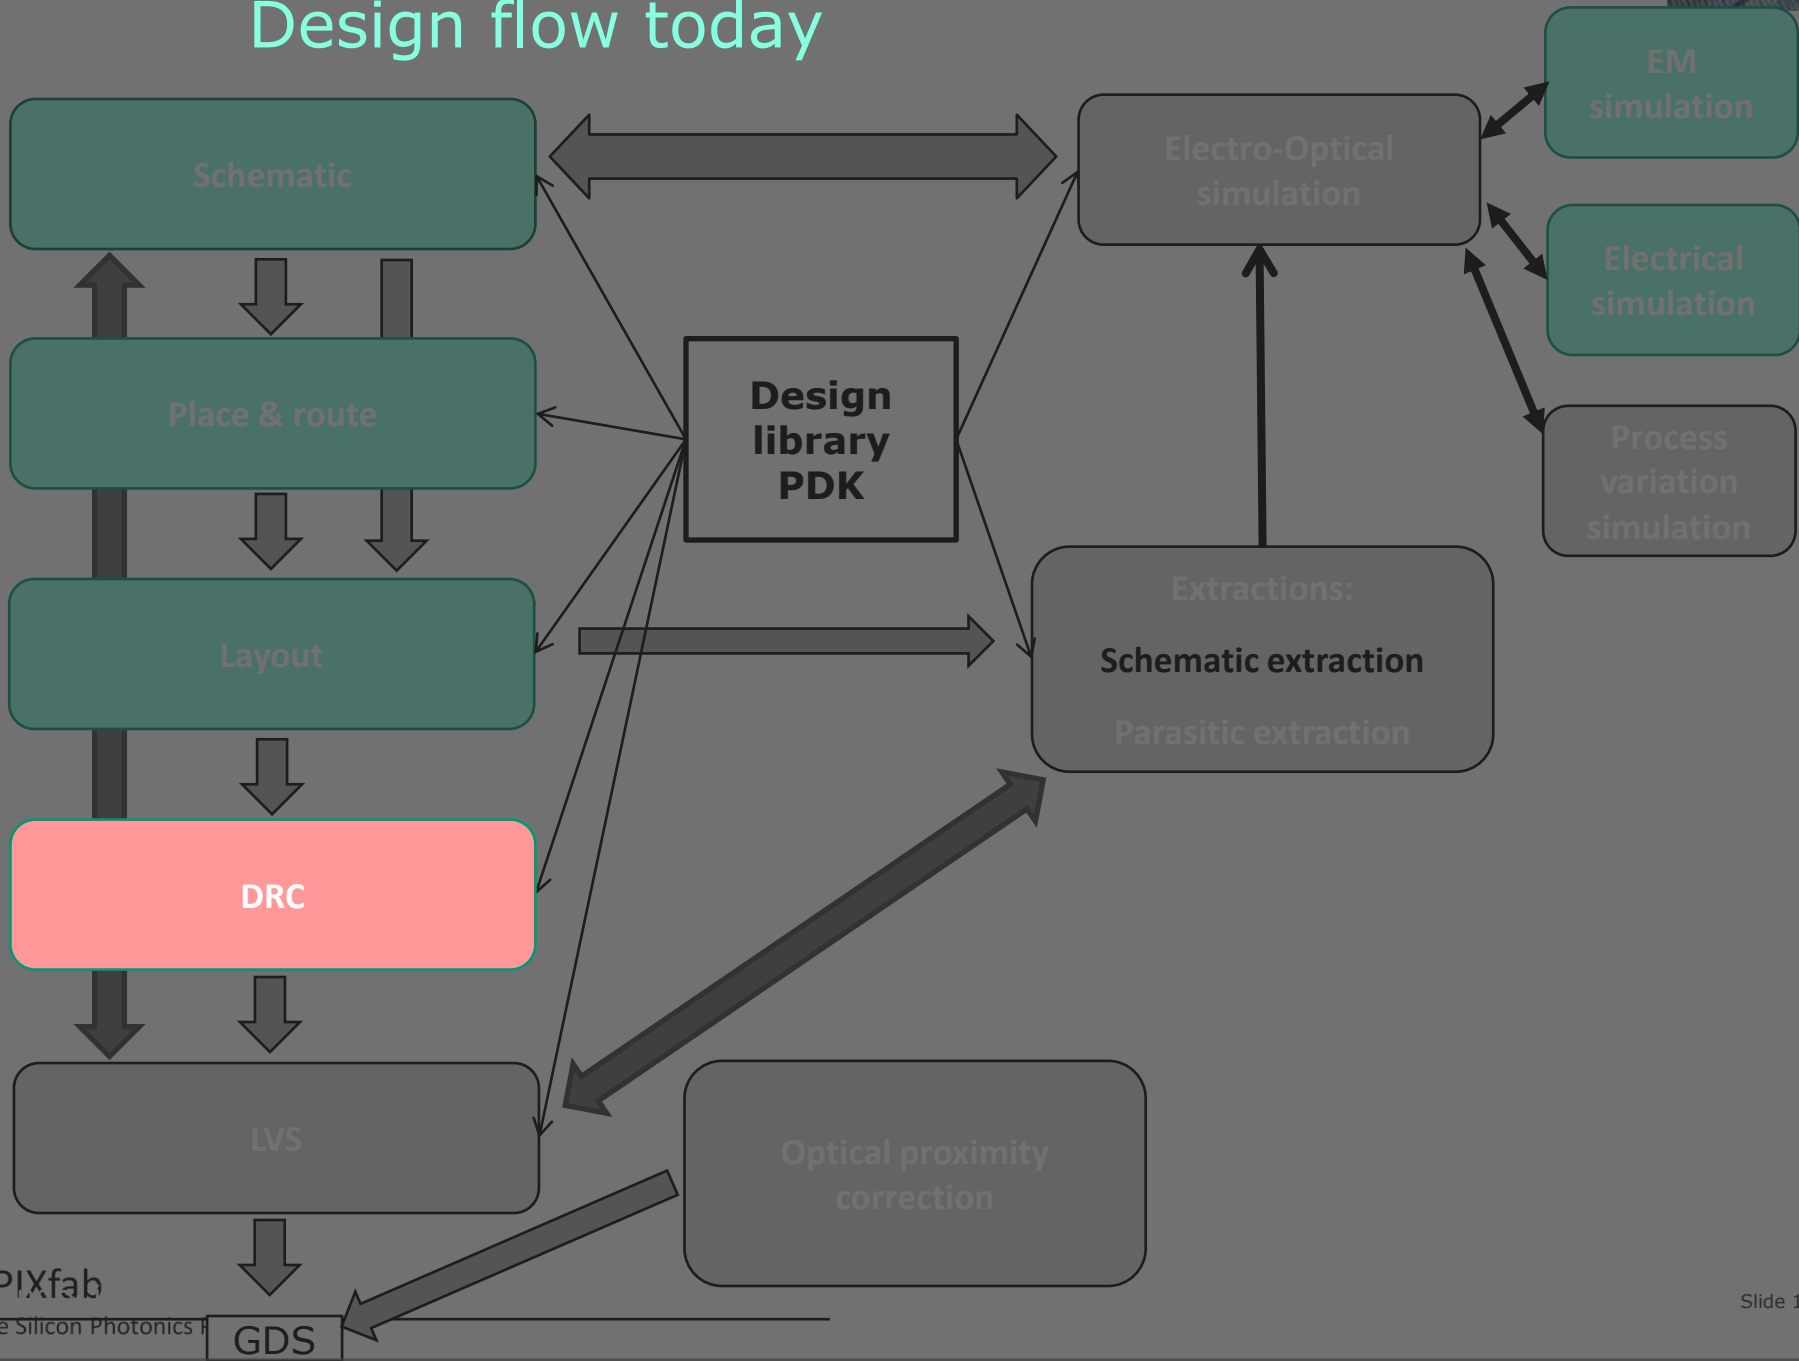 Design flow today
EM
simulation
Schematic
Electro-Optical
simulation
Electrical
simulation
Place & route
Design
library
PDK
Process
variation
simulation
Layout
Extractions:
Schematic extraction
Parasitic extraction
DRC
LVS
Optical proximity
correction
PIXfab
Silicon Photonics
GDS
Slide 1